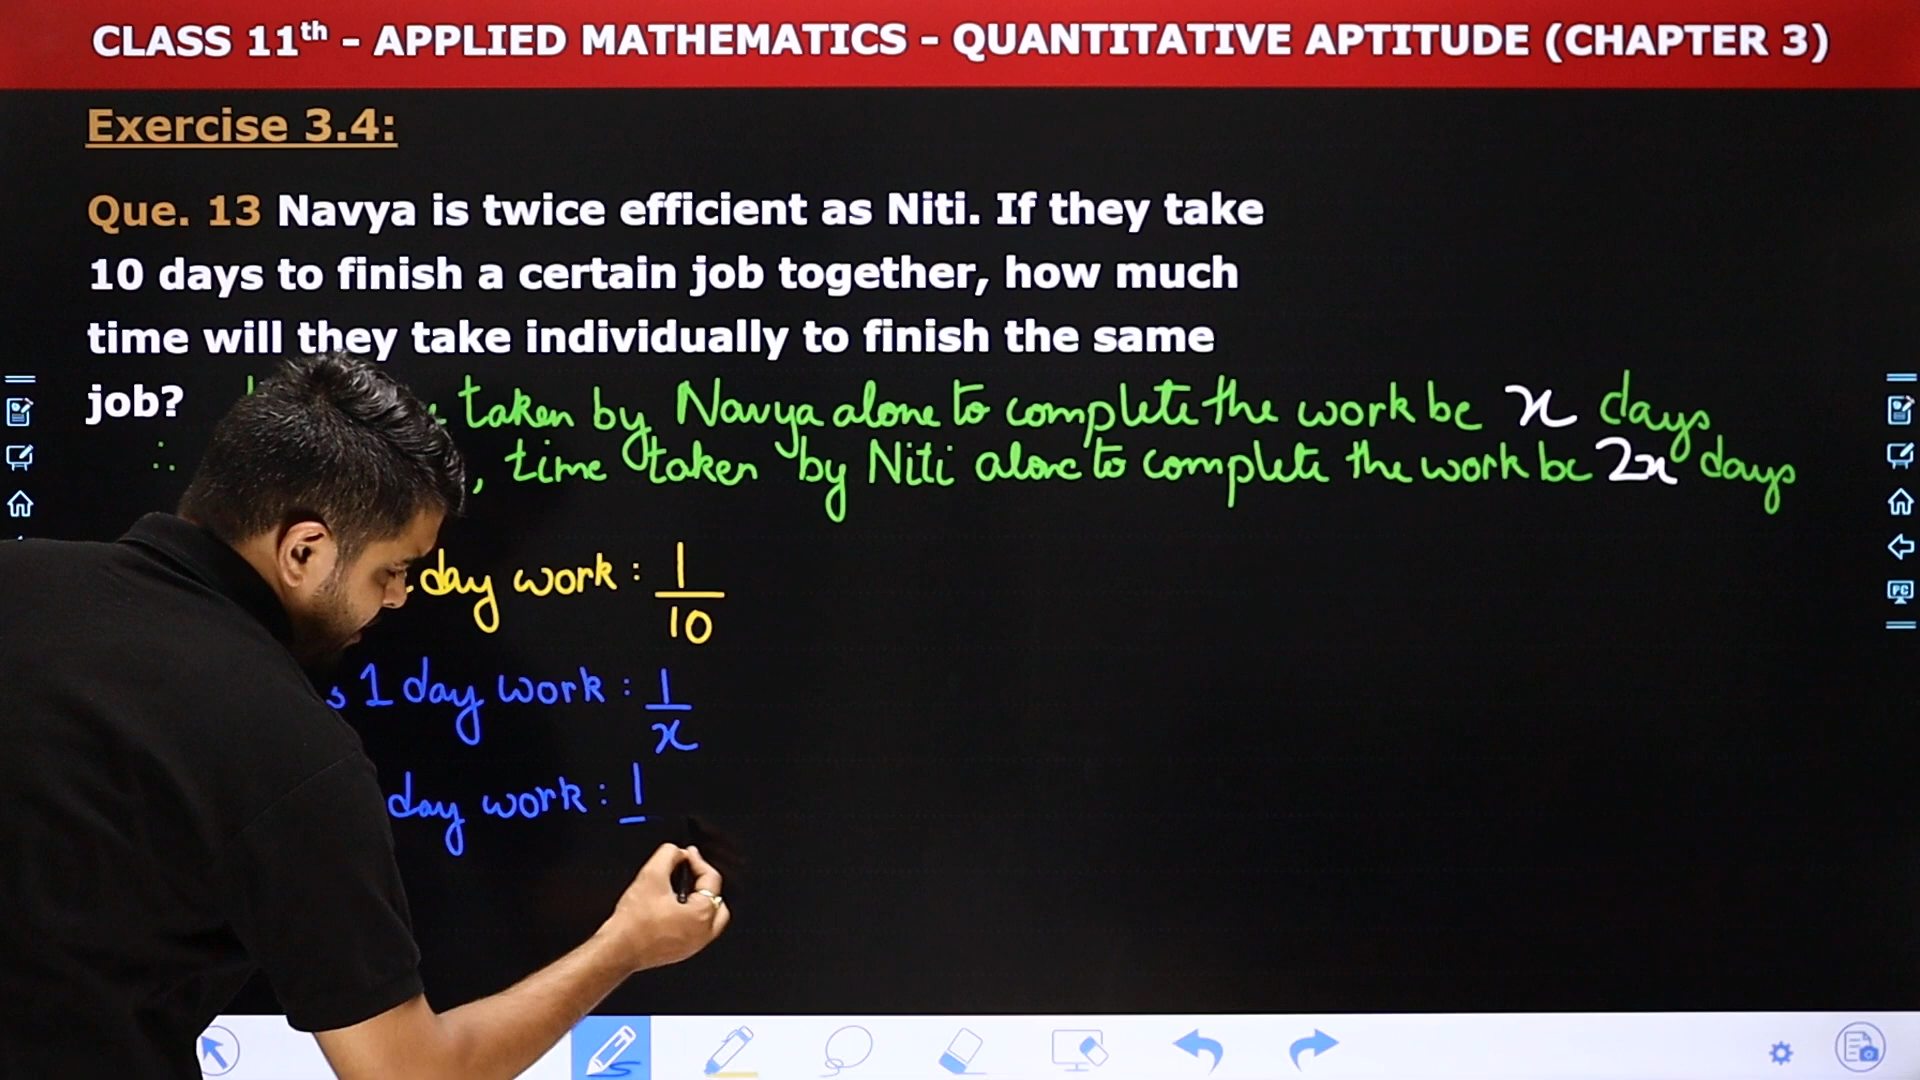 CLASS 11th - APPLIED MATHEMATICS - QUANTITATIVE APTITUDE (CHAPTER 3)
Exercise 3.4:
Que. 13 Navya is twice efficient as Niti. If they take
10 days to finish a certain job together, how much
time will they take individually to finish the same
job?
taken by Navya alone to complete the work be x days
∴ , time taken by Niti alone to complete the work be 2x days
day work : 1/10
s 1 day work : 1/x
day work : 1
PC